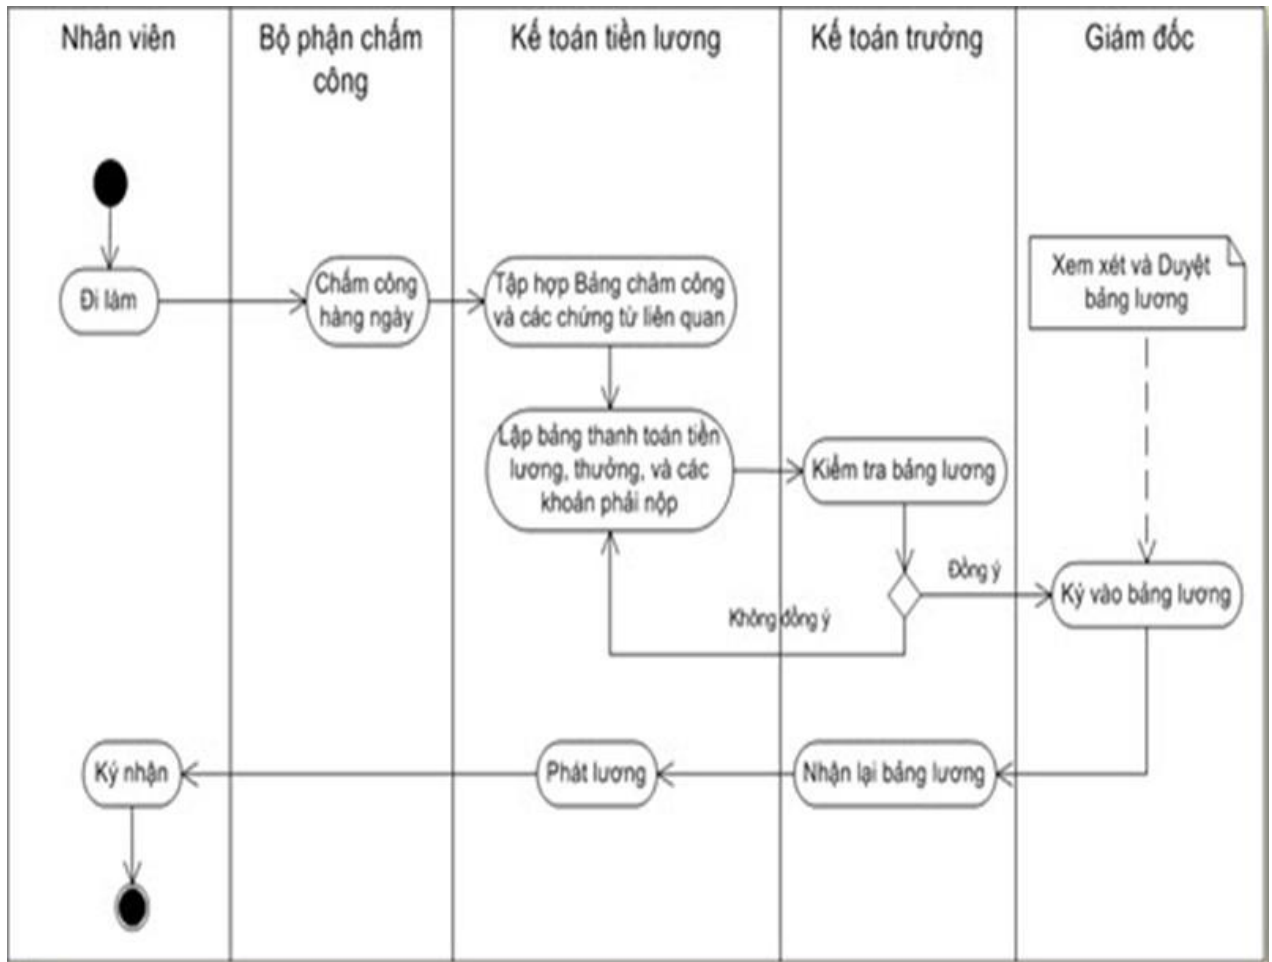 Nhân viên
Bộ phận chấm
công
Kế toán tiền lương
Kế toán trưởng
Giám đốc
Đi làm
Chấm công
hàng ngày
Tập hợp Bảng châm công
và các chứng từ liên quan
Xem xét và Duyệt
bảng lương
Lập bảng thanh toán tiền
lương, thưởng, và các
khoản phải nộp
Kiểm tra bảng lương
Đồng ý
Không đồng ý
Ký vào bảng lương
Ký nhận
Phát lương
Nhận lại bảng lương